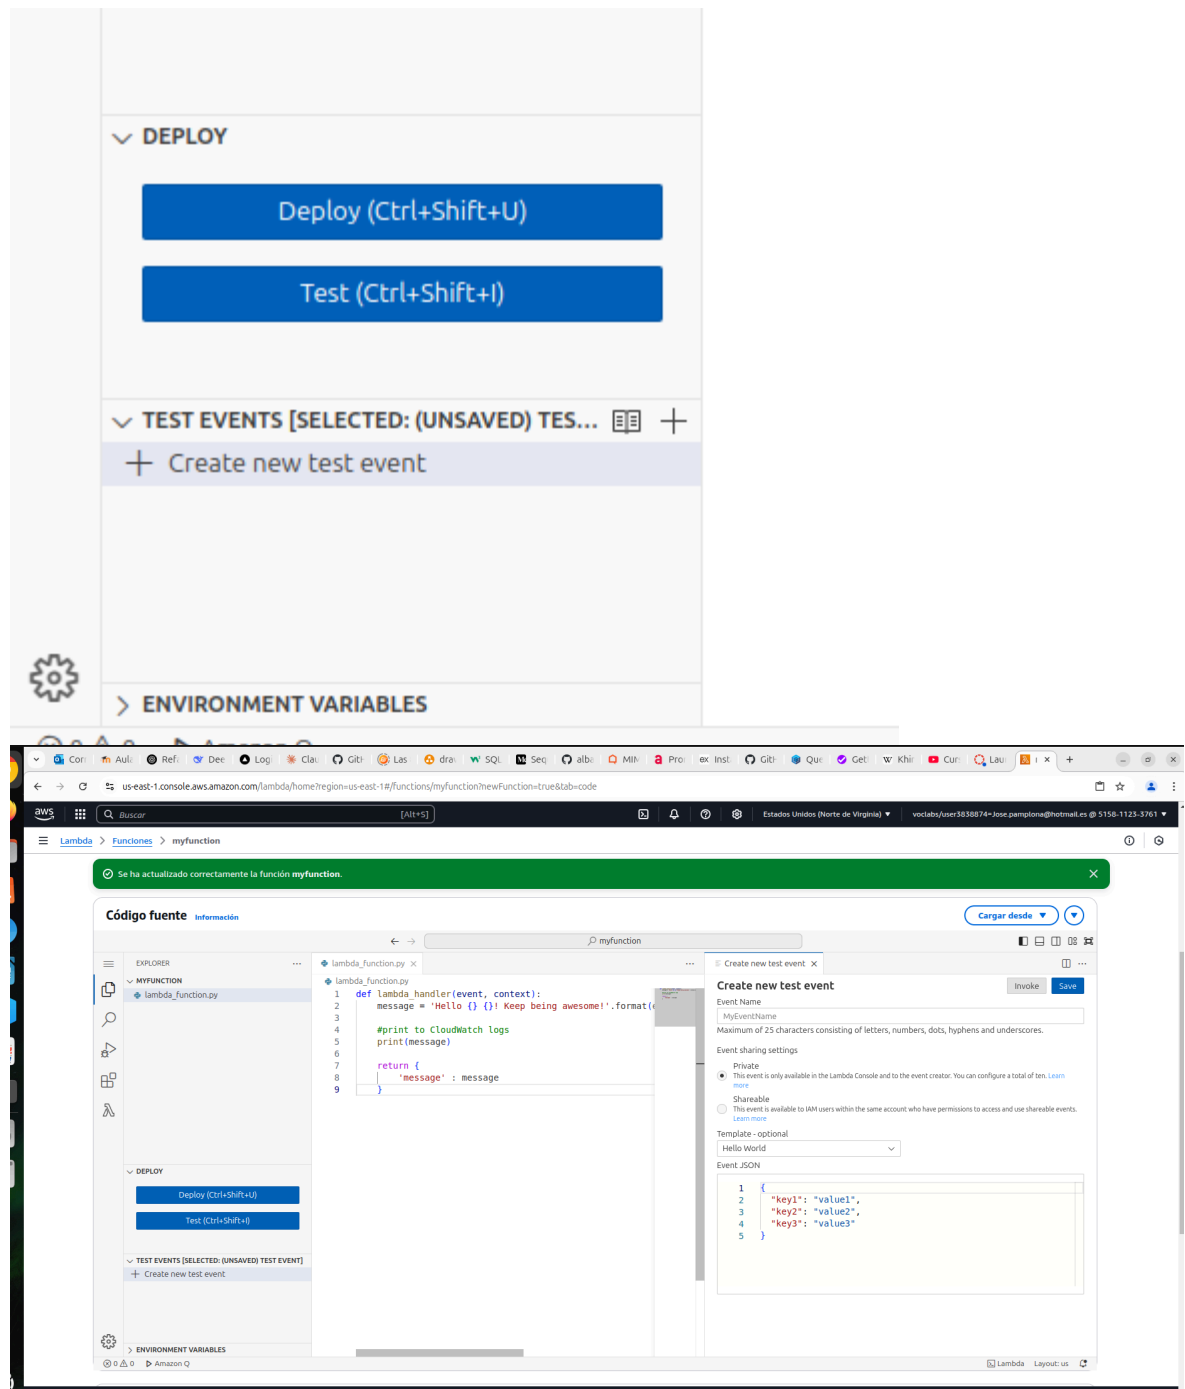 DEPLOY
Deploy (Ctrl+Shift+U)
Test (Ctrl+Shift+I)
TEST EVENTS [SELECTED: (UNSAVED) TES...
Create new test event
ENVIRONMENT VARIABLES
us-east-1.console.aws.amazon.com/lambda/home?region=us-east-1#/functions/myfunction?newFunction=true&tab=code
aws
Buscar
[Alt+S]
Estados Unidos (Norte de Virginia)
voclabs/user3838874=Jose.pamplona@hotmail.es @ 5158-1123-3761
Lambda > Funciones > myfunction
Se ha actualizado correctamente la función myfunction.
Código fuente Información
Cargar desde
myfunction
EXPLORER
MYFUNCTION
lambda_function.py
lambda_function.py
lambda_function.py
1 def lambda_handler(event, context):
2 message = 'Hello {} {}! Keep being awesome!'.format(
3
4 #print to CloudWatch logs
5 print(message)
6
7 return {
8 'message' : message
9 }
Create new test event
Create new test event
Invoke
Save
Event Name
MyEventName
Maximum of 25 characters consisting of letters, numbers, dots, hyphens and underscores.
Event sharing settings
Private
This event is only available in the Lambda Console and to the event creator. You can configure a total of ten. Learn
more
Shareable
This event is available to IAM users within the same account who have permissions to access and use shareable events.
Learn more
Template - optional
Hello World
Event JSON
1 {
2 "key1": "value1",
3 "key2": "value2",
4 "key3": "value3"
5 }
DEPLOY
Deploy (Ctrl+Shift+U)
Test (Ctrl+Shift+I)
TEST EVENTS [SELECTED: (UNSAVED) TEST EVENT]
Create new test event
ENVIRONMENT VARIABLES
0 0 Amazon Q
Lambda Layout: us